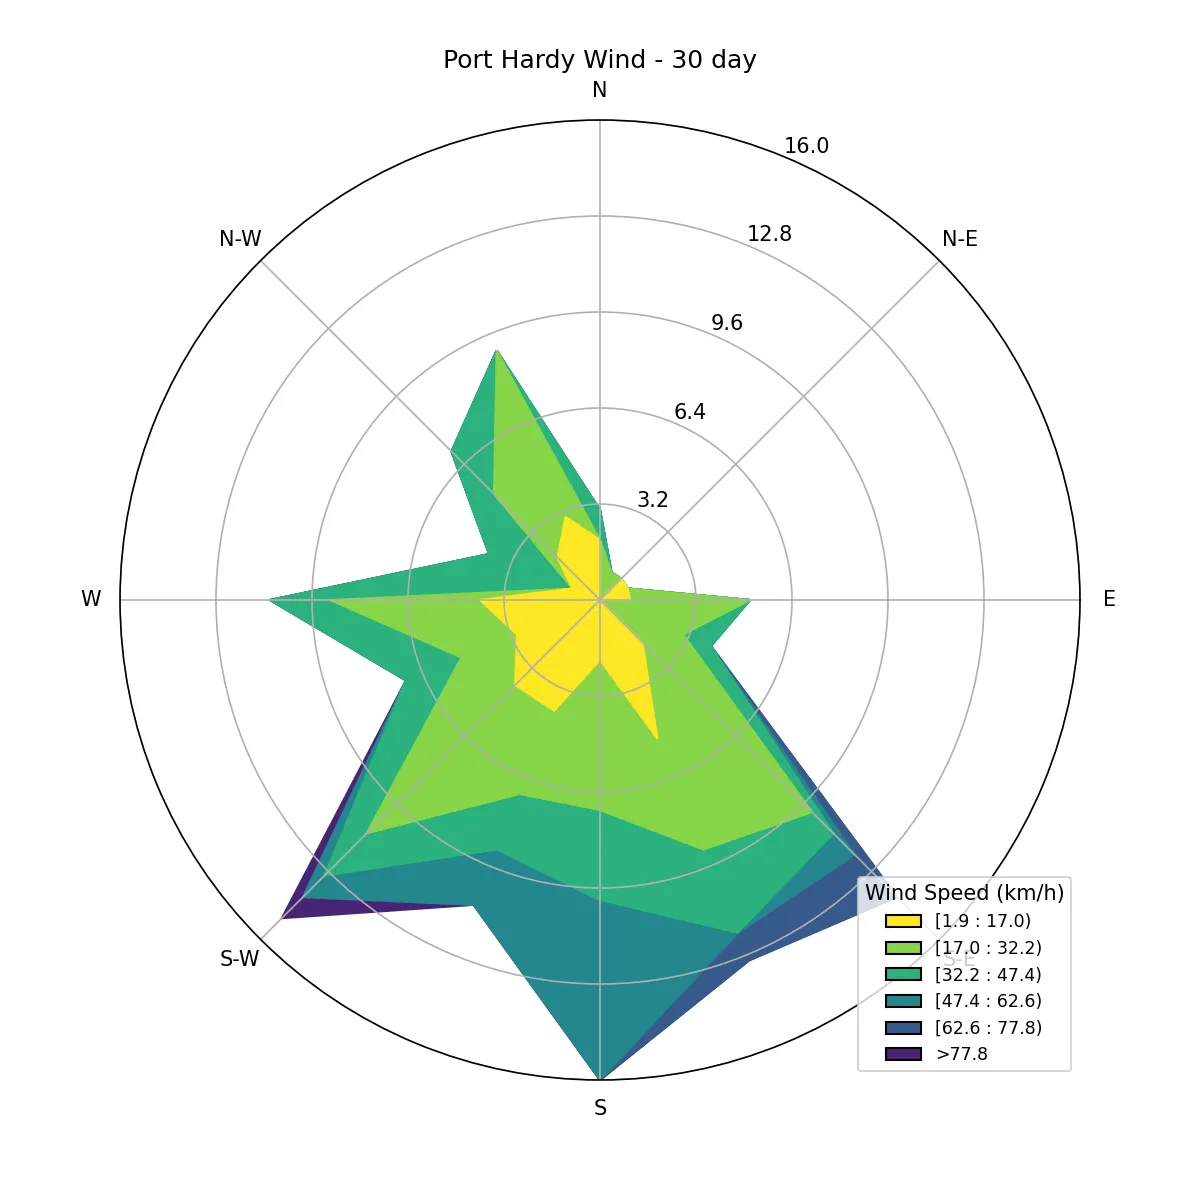 Port Hardy Wind - 30 day
N
16.0
N-W
12.8
N-E
9.6
6.4
3.2
W
E
Wind Speed (km/h)
[1.9 : 17.0)
[17.0 : 32.2)
S-W
S-E
[32.2 : 47.4)
[47.4 : 62.6)
[62.6 : 77.8)
>77.8
S